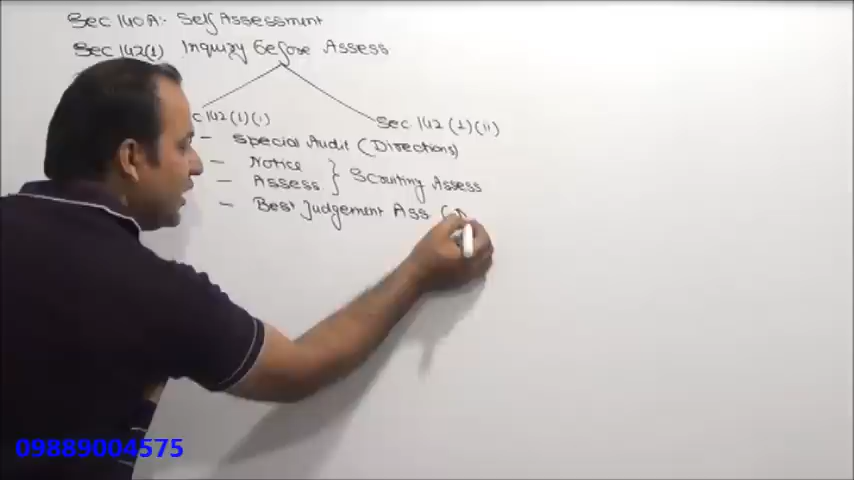 Sec 140A:- Self Assessment
Sec 142(1) Inquiry before Assess
c 142(1)(i)
Sec 142(1)(ii)
- Special Audit (Directions)
- Notice
- Assess } Scrutiny Assess
- Best Judgement Ass (
09889004575